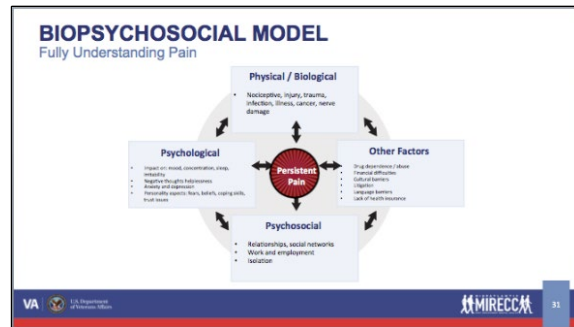 BIOPSYCHOSOCIAL MODEL
Fully Understanding Pain
Physical / Biological
• Nociceptive, injury, trauma,
infection, illness, cancer, nerve
damage
Psychological
• Impact on: mood, concentration, sleep,
irritability
• Negative thoughts helplessness
• Anxiety and depression
• Personality aspects: fears, beliefs, coping skills,
trust issues
Persistent
Pain
Other Factors
• Drug dependence / abuse
• Financial difficulties
• Cultural barriers
• Litigation
• Language barriers
• Lack of health insurance
Psychosocial
• Relationships, social networks
• Work and employment
• Isolation
VA
U.S. Department
of Veterans Affairs
MIRECC
31